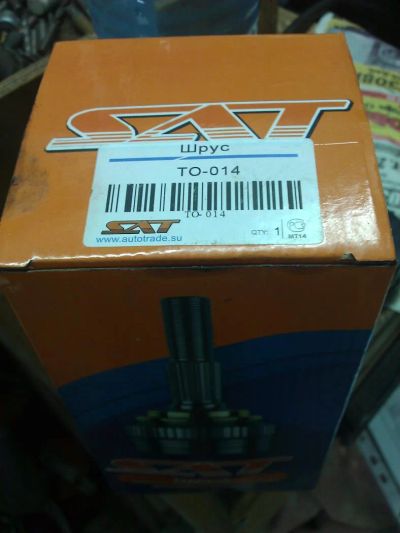 SAT
Шрус
TO-014
TO-014
SAT
www.autotrade.su
QTY: 1
MT14
SAT